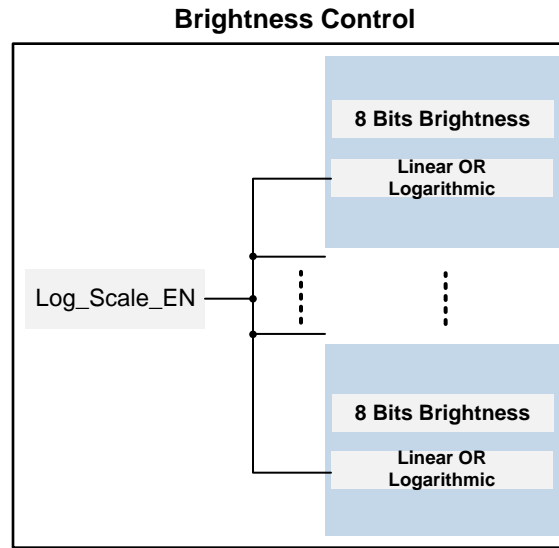 Brightness Control
8 Bits Brightness
Linear OR
Logarithmic
Log_Scale_EN
8 Bits Brightness
Linear OR
Logarithmic